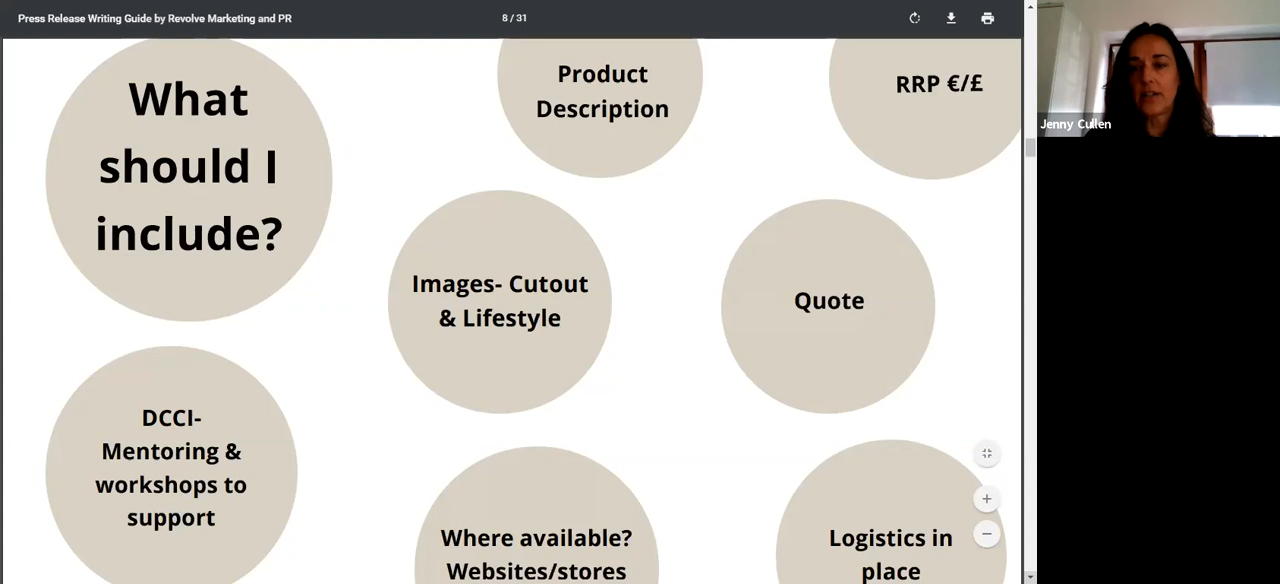 Press Release Writing Guide by Revolve Marketing and PR
8 / 31
What
should I
include?
Product
Description
RRP €/£
Images- Cutout
& Lifestyle
Quote
DCCI-
Mentoring &
workshops to
support
Where available?
Websites/stores
Logistics in
place
Jenny Cullen